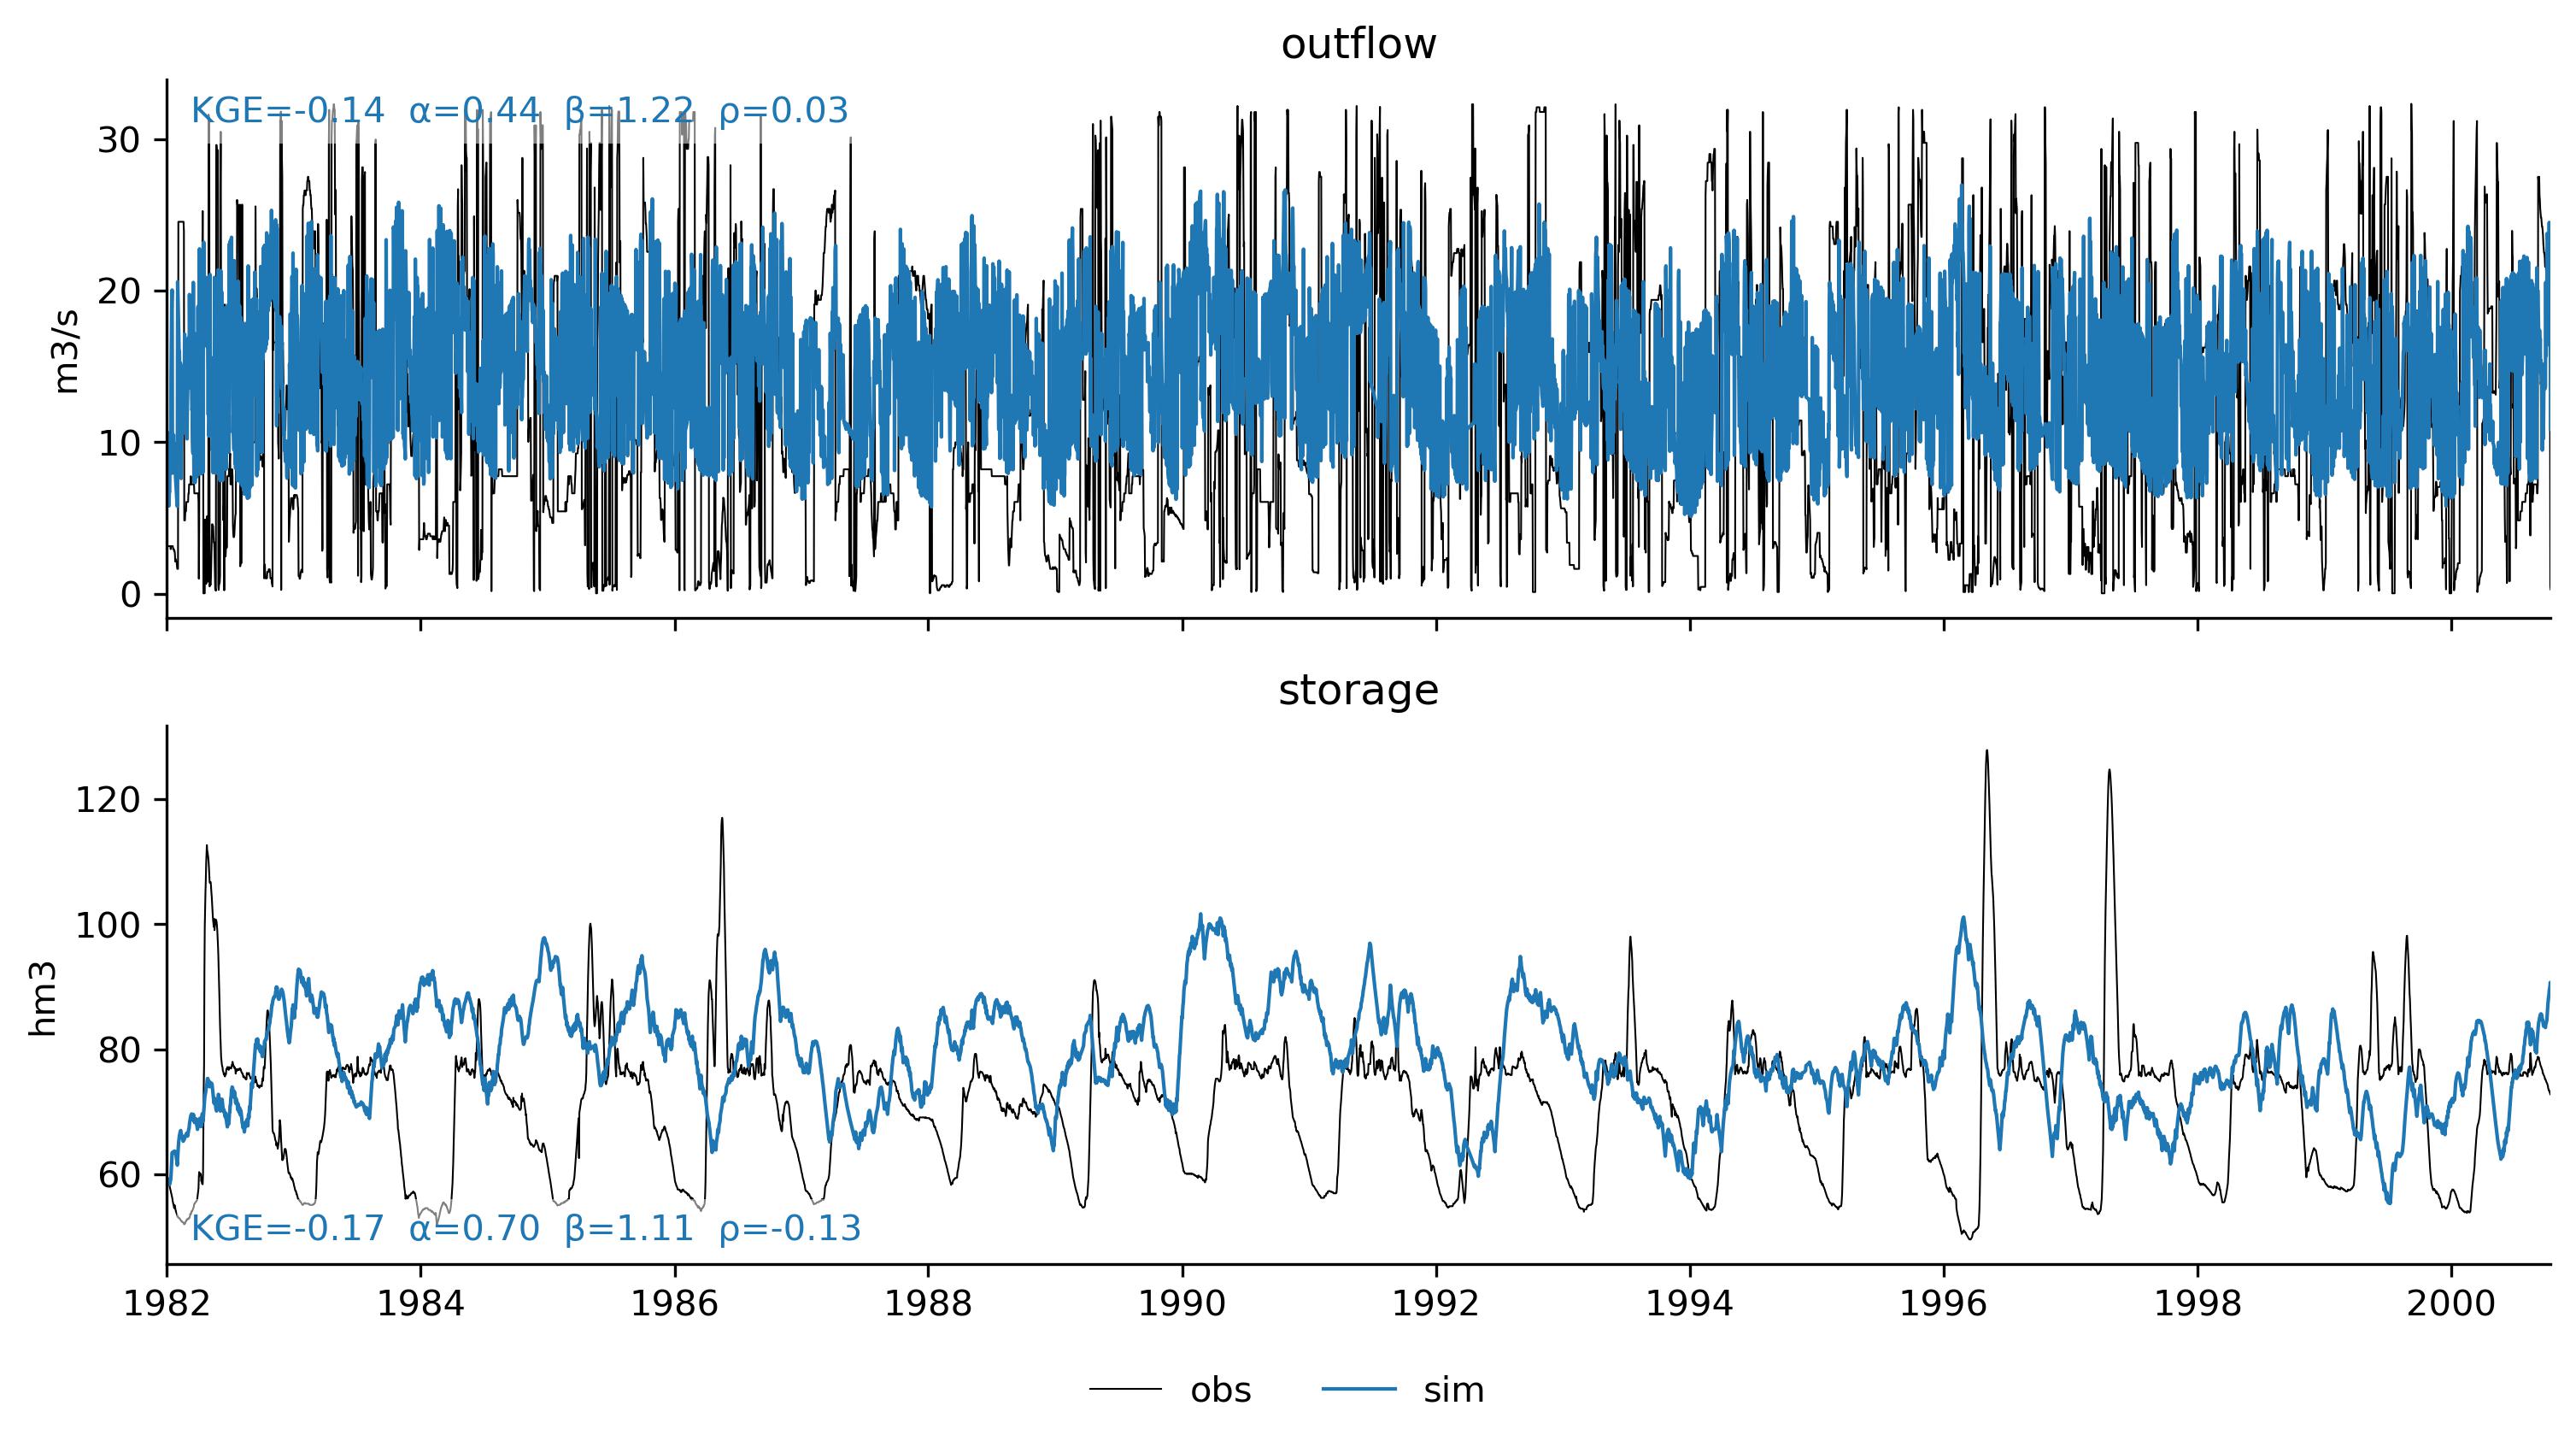 outflow
KGE=-0.14 α=0.44 β=1.22 ρ=0.03
30
20
10
0
m3/s
storage
120
100
80
60
hm3
KGE=-0.17 α=0.70 β=1.11 ρ=-0.13
1982 1984 1986 1988 1990 1992 1994 1996 1998 2000
obs sim